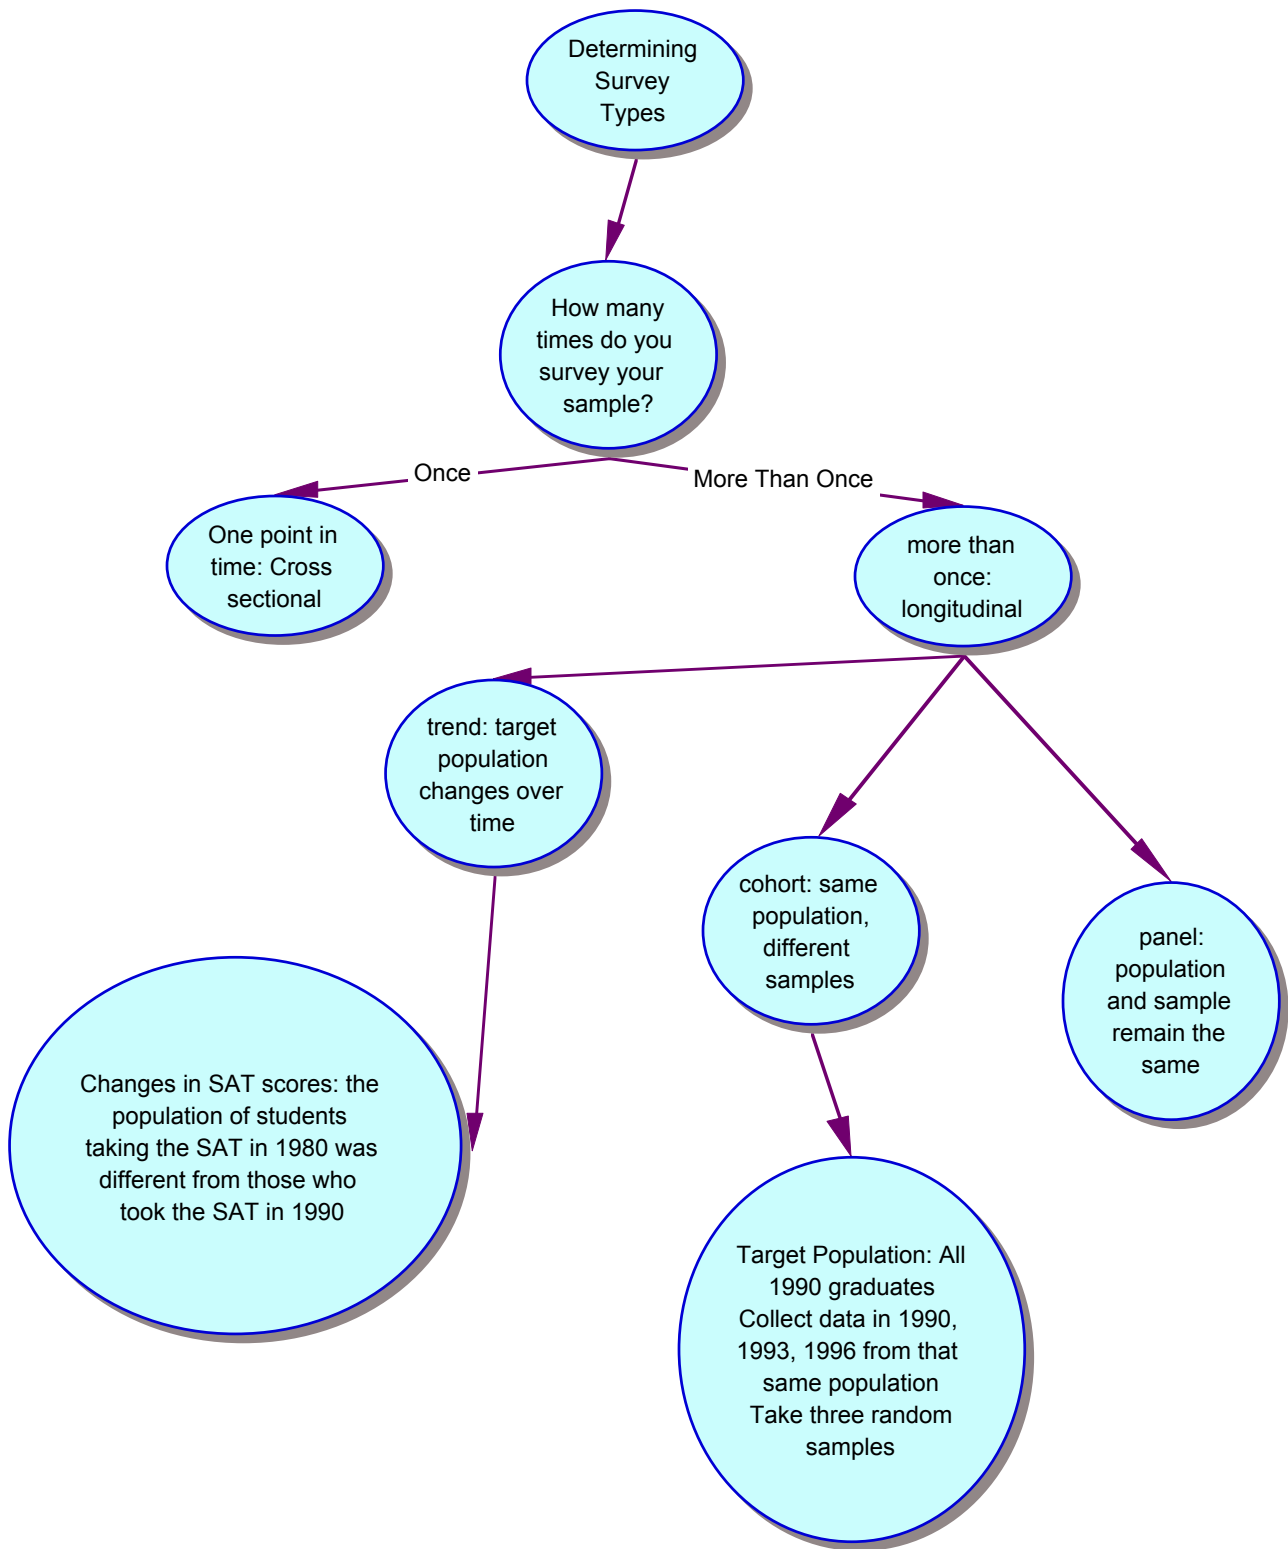 Determining
Survey
Types
How many
times do you
survey your
sample?
Once
More Than Once
One point in
time: Cross
sectional
more than
once:
longitudinal
trend: target
population
changes over
time
cohort: same
population,
different
samples
panel:
population
and sample
remain the
same
Changes in SAT scores: the
population of students
taking the SAT in 1980 was
different from those who
took the SAT in 1990
Target Population: All
1990 graduates
Collect data in 1990,
1993, 1996 from that
same population
Take three random
samples